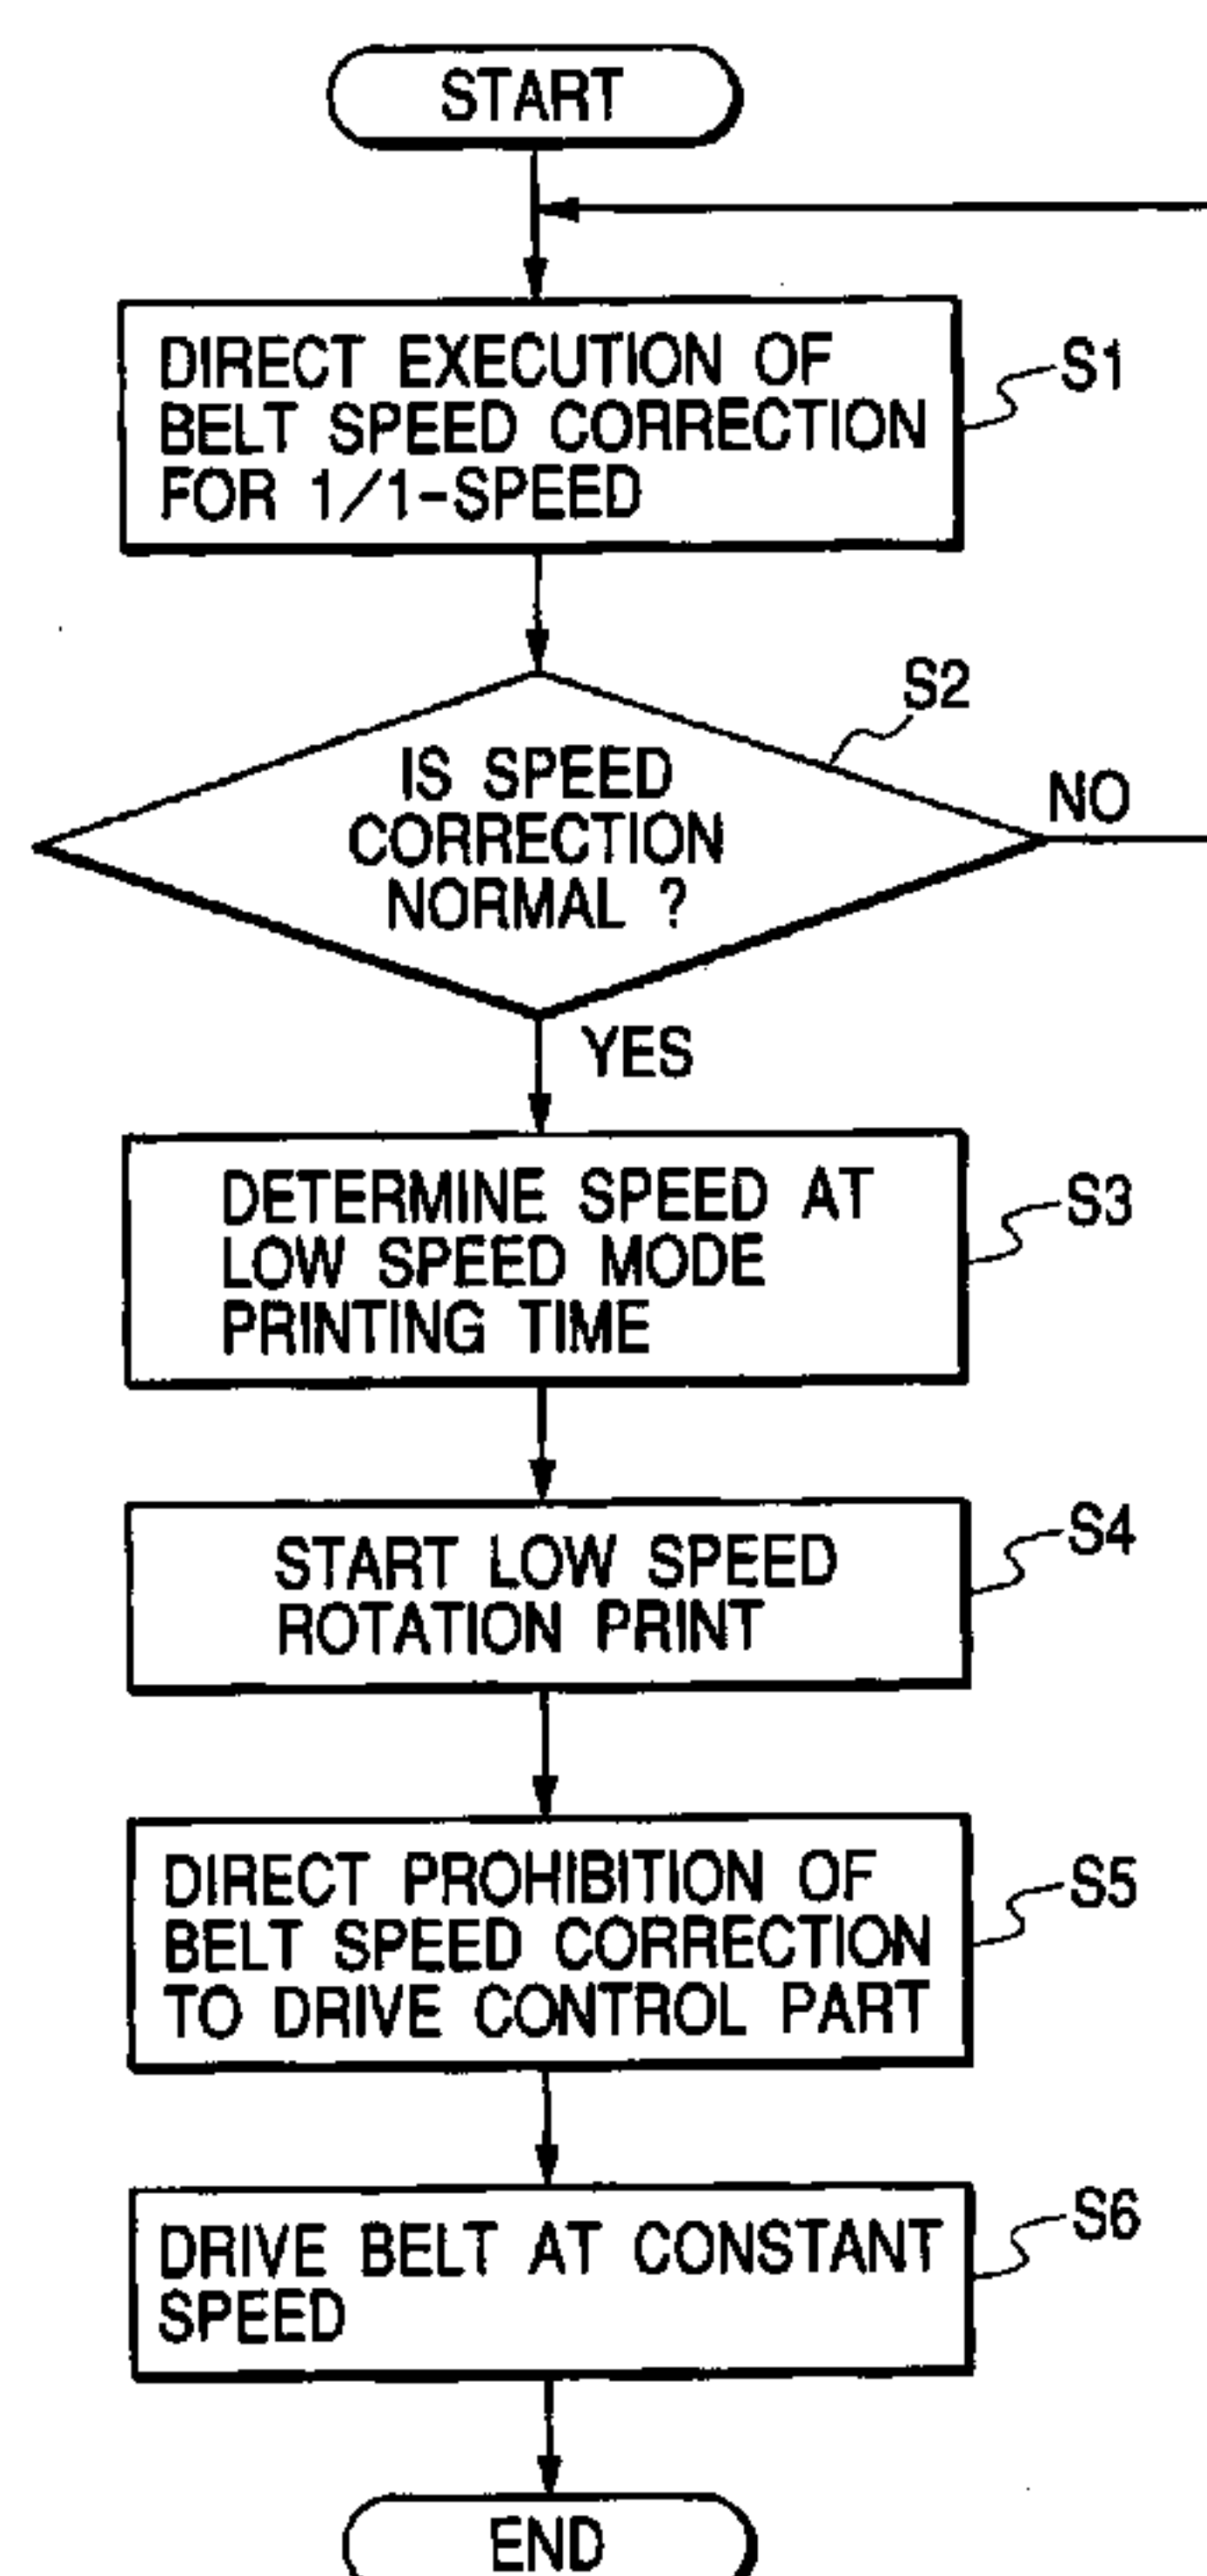 START
DIRECT EXECUTION OF
BELT SPEED CORRECTION
FOR 1/1-SPEED
S1
S2
IS SPEED
CORRECTION
NORMAL ?
NO
YES
DETERMINE SPEED AT
LOW SPEED MODE
PRINTING TIME
S3
START LOW SPEED
ROTATION PRINT
S4
DIRECT PROHIBITION OF
BELT SPEED CORRECTION
TO DRIVE CONTROL PART
S5
DRIVE BELT AT CONSTANT
SPEED
S6
END